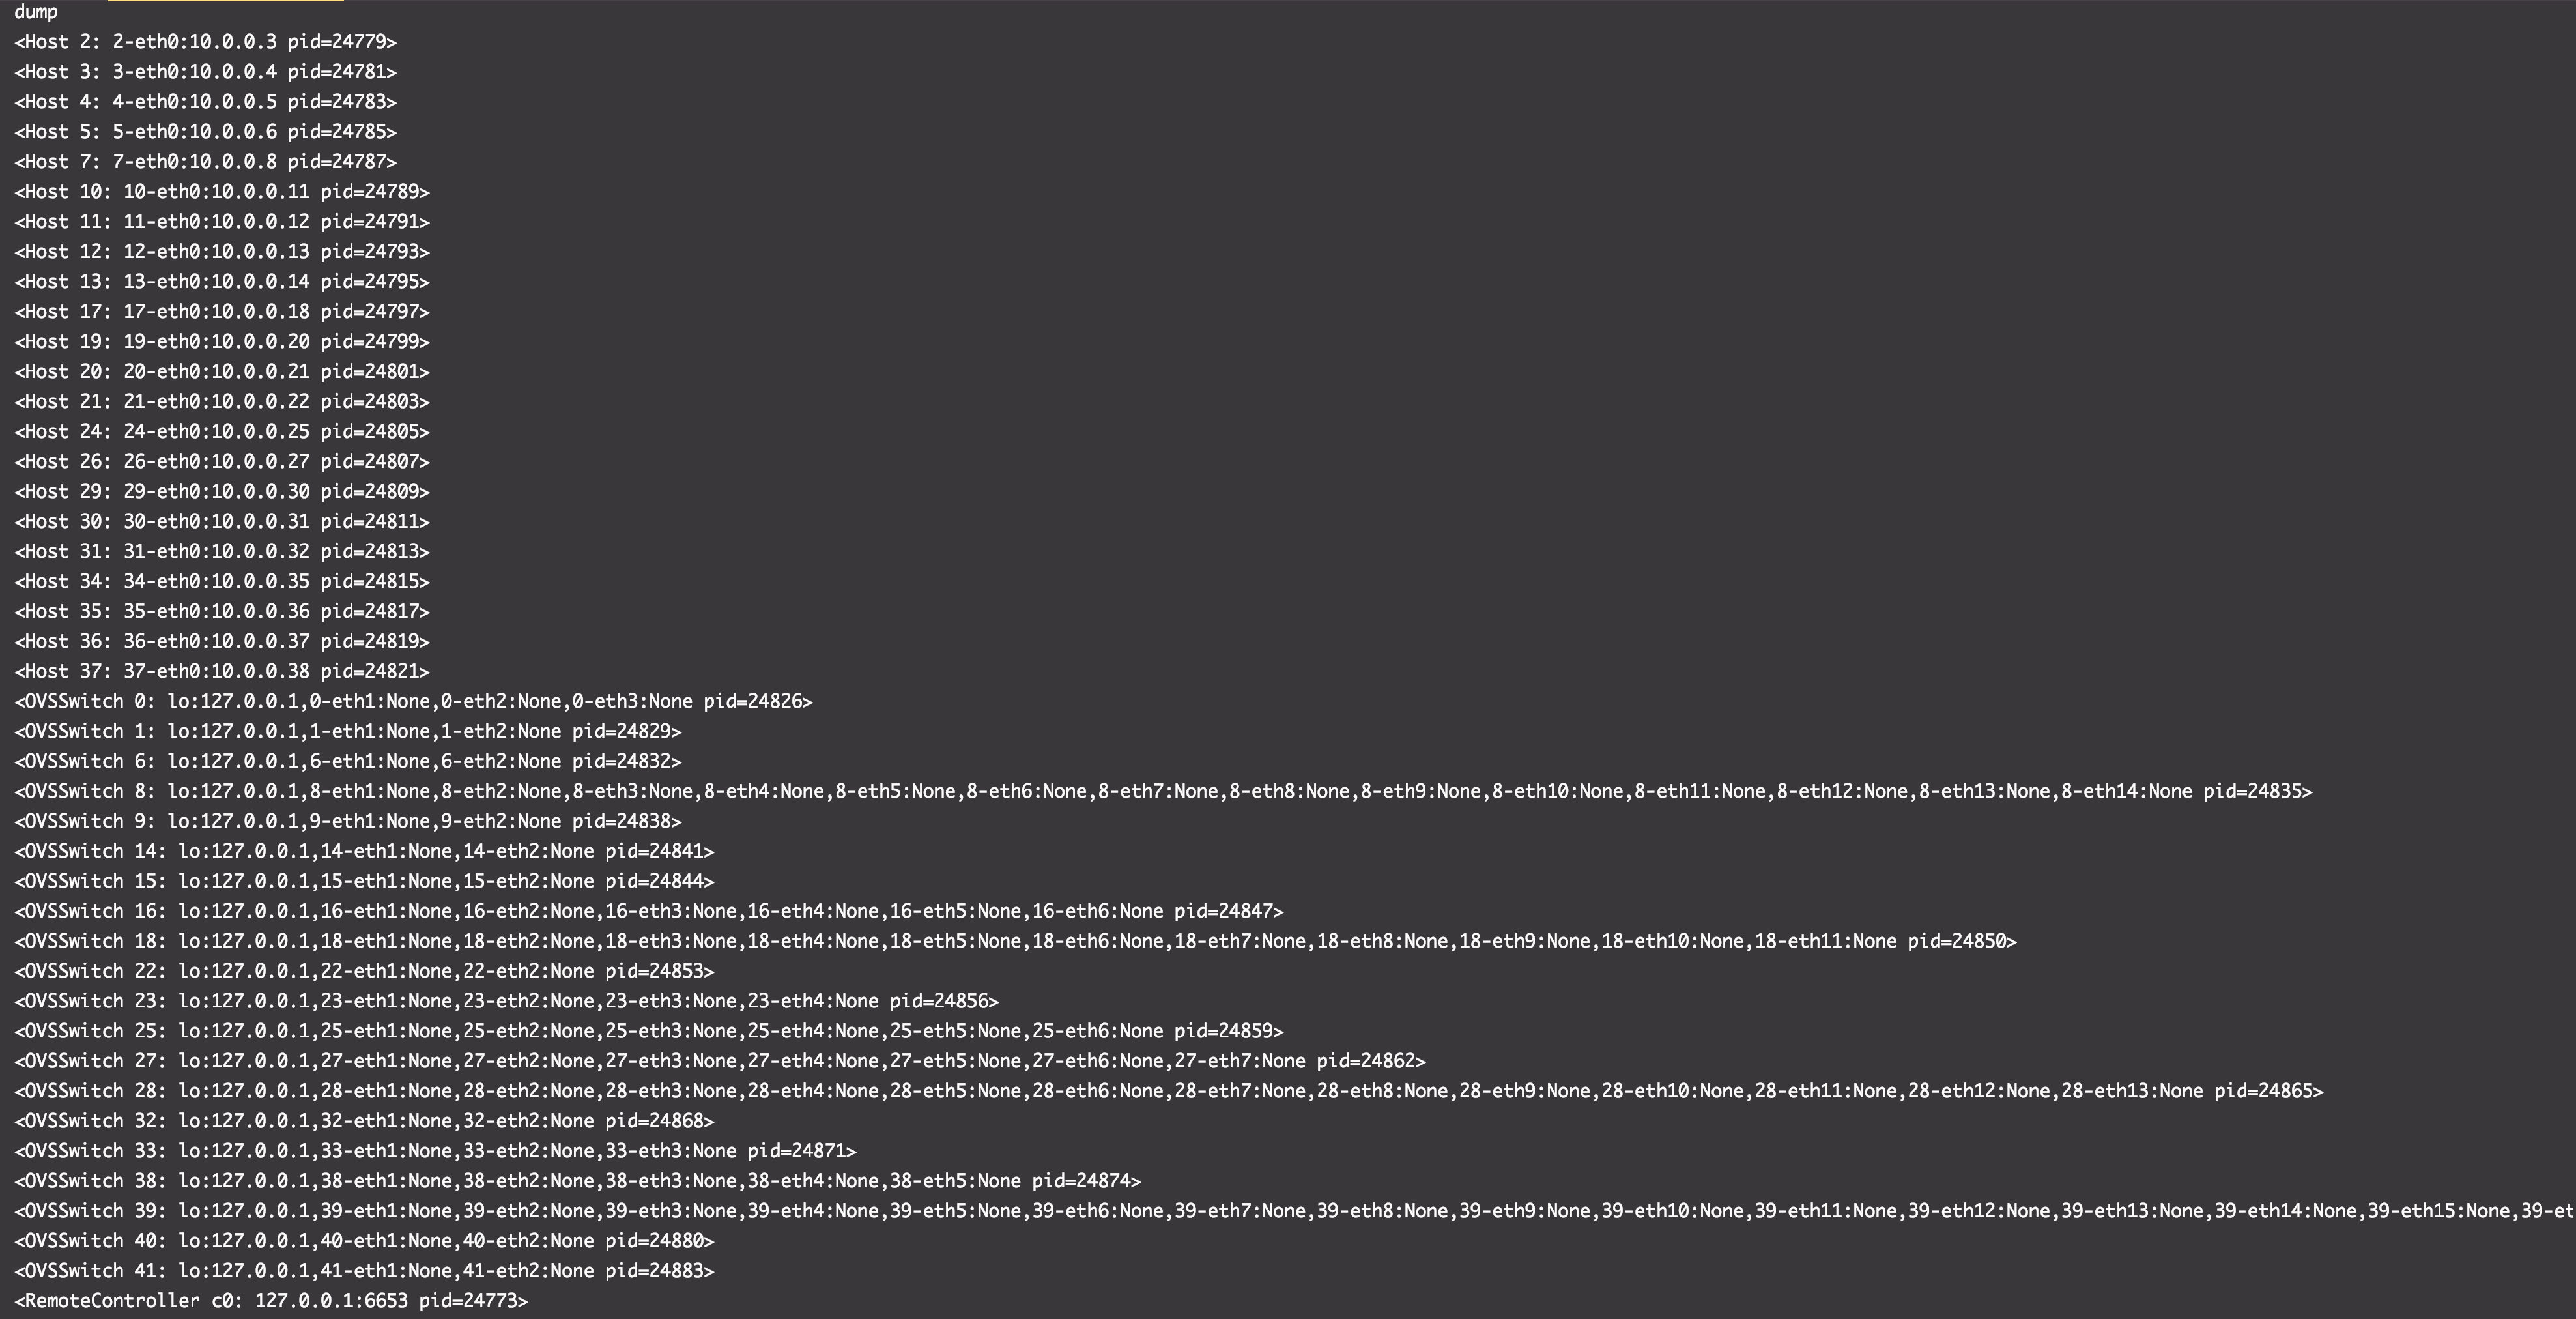 dump
<Host 2: 2-eth0:10.0.0.3 pid=24779>
<Host 3: 3-eth0:10.0.0.4 pid=24781>
<Host 4: 4-eth0:10.0.0.5 pid=24783>
<Host 5: 5-eth0:10.0.0.6 pid=24785>
<Host 7: 7-eth0:10.0.0.8 pid=24787>
<Host 10: 10-eth0:10.0.0.11 pid=24789>
<Host 11: 11-eth0:10.0.0.12 pid=24791>
<Host 12: 12-eth0:10.0.0.13 pid=24793>
<Host 13: 13-eth0:10.0.0.14 pid=24795>
<Host 17: 17-eth0:10.0.0.18 pid=24797>
<Host 19: 19-eth0:10.0.0.20 pid=24799>
<Host 20: 20-eth0:10.0.0.21 pid=24801>
<Host 21: 21-eth0:10.0.0.22 pid=24803>
<Host 24: 24-eth0:10.0.0.25 pid=24805>
<Host 26: 26-eth0:10.0.0.27 pid=24807>
<Host 29: 29-eth0:10.0.0.30 pid=24809>
<Host 30: 30-eth0:10.0.0.31 pid=24811>
<Host 31: 31-eth0:10.0.0.32 pid=24813>
<Host 34: 34-eth0:10.0.0.35 pid=24815>
<Host 35: 35-eth0:10.0.0.36 pid=24817>
<Host 36: 36-eth0:10.0.0.37 pid=24819>
<Host 37: 37-eth0:10.0.0.38 pid=24821>
<OVSSwitch 0: lo:127.0.0.1,0-eth1:None,0-eth2:None,0-eth3:None pid=24826>
<OVSSwitch 1: lo:127.0.0.1,1-eth1:None,1-eth2:None pid=24829>
<OVSSwitch 6: lo:127.0.0.1,6-eth1:None,6-eth2:None pid=24832>
<OVSSwitch 8: lo:127.0.0.1,8-eth1:None,8-eth2:None,8-eth3:None,8-eth4:None,8-eth5:None,8-eth6:None,8-eth7:None,8-eth8:None,8-eth9:None,8-eth10:None,8-eth11:None,8-eth12:None,8-eth13:None,8-eth14:None pid=24835>
<OVSSwitch 9: lo:127.0.0.1,9-eth1:None,9-eth2:None pid=24838>
<OVSSwitch 14: lo:127.0.0.1,14-eth1:None,14-eth2:None pid=24841>
<OVSSwitch 15: lo:127.0.0.1,15-eth1:None,15-eth2:None pid=24844>
<OVSSwitch 16: lo:127.0.0.1,16-eth1:None,16-eth2:None,16-eth3:None,16-eth4:None,16-eth5:None,16-eth6:None pid=24847>
<OVSSwitch 18: lo:127.0.0.1,18-eth1:None,18-eth2:None,18-eth3:None,18-eth4:None,18-eth5:None,18-eth6:None,18-eth7:None,18-eth8:None,18-eth9:None,18-eth10:None,18-eth11:None pid=24850>
<OVSSwitch 22: lo:127.0.0.1,22-eth1:None,22-eth2:None pid=24853>
<OVSSwitch 23: lo:127.0.0.1,23-eth1:None,23-eth2:None,23-eth3:None,23-eth4:None pid=24856>
<OVSSwitch 25: lo:127.0.0.1,25-eth1:None,25-eth2:None,25-eth3:None,25-eth4:None,25-eth5:None,25-eth6:None pid=24859>
<OVSSwitch 27: lo:127.0.0.1,27-eth1:None,27-eth2:None,27-eth3:None,27-eth4:None,27-eth5:None,27-eth6:None,27-eth7:None pid=24862>
<OVSSwitch 28: lo:127.0.0.1,28-eth1:None,28-eth2:None,28-eth3:None,28-eth4:None,28-eth5:None,28-eth6:None,28-eth7:None,28-eth8:None,28-eth9:None,28-eth10:None,28-eth11:None,28-eth12:None,28-eth13:None pid=24865>
<OVSSwitch 32: lo:127.0.0.1,32-eth1:None,32-eth2:None pid=24868>
<OVSSwitch 33: lo:127.0.0.1,33-eth1:None,33-eth2:None,33-eth3:None pid=24871>
<OVSSwitch 38: lo:127.0.0.1,38-eth1:None,38-eth2:None,38-eth3:None,38-eth4:None,38-eth5:None pid=24874>
<OVSSwitch 39: lo:127.0.0.1,39-eth1:None,39-eth2:None,39-eth3:None,39-eth4:None,39-eth5:None,39-eth6:None,39-eth7:None,39-eth8:None,39-eth9:None,39-eth10:None,39-eth11:None,39-eth12:None,39-eth13:None,39-eth14:None,39-eth15:None,39-et
<OVSSwitch 40: lo:127.0.0.1,40-eth1:None,40-eth2:None pid=24880>
<OVSSwitch 41: lo:127.0.0.1,41-eth1:None,41-eth2:None pid=24883>
<RemoteController c0: 127.0.0.1:6653 pid=24773>